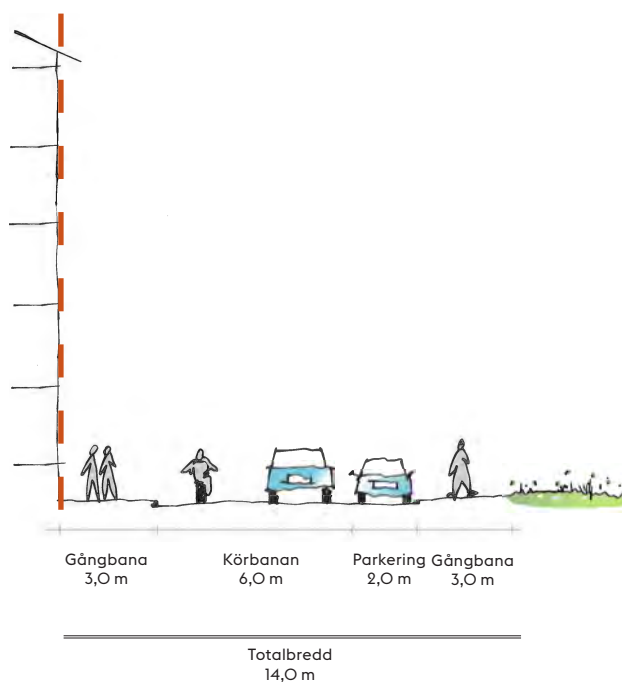 Gångbana
3,0 m
Körbanan
6,0 m
Parkering
2,0 m
Gångbana
3,0 m
Totalbredd
14,0 m